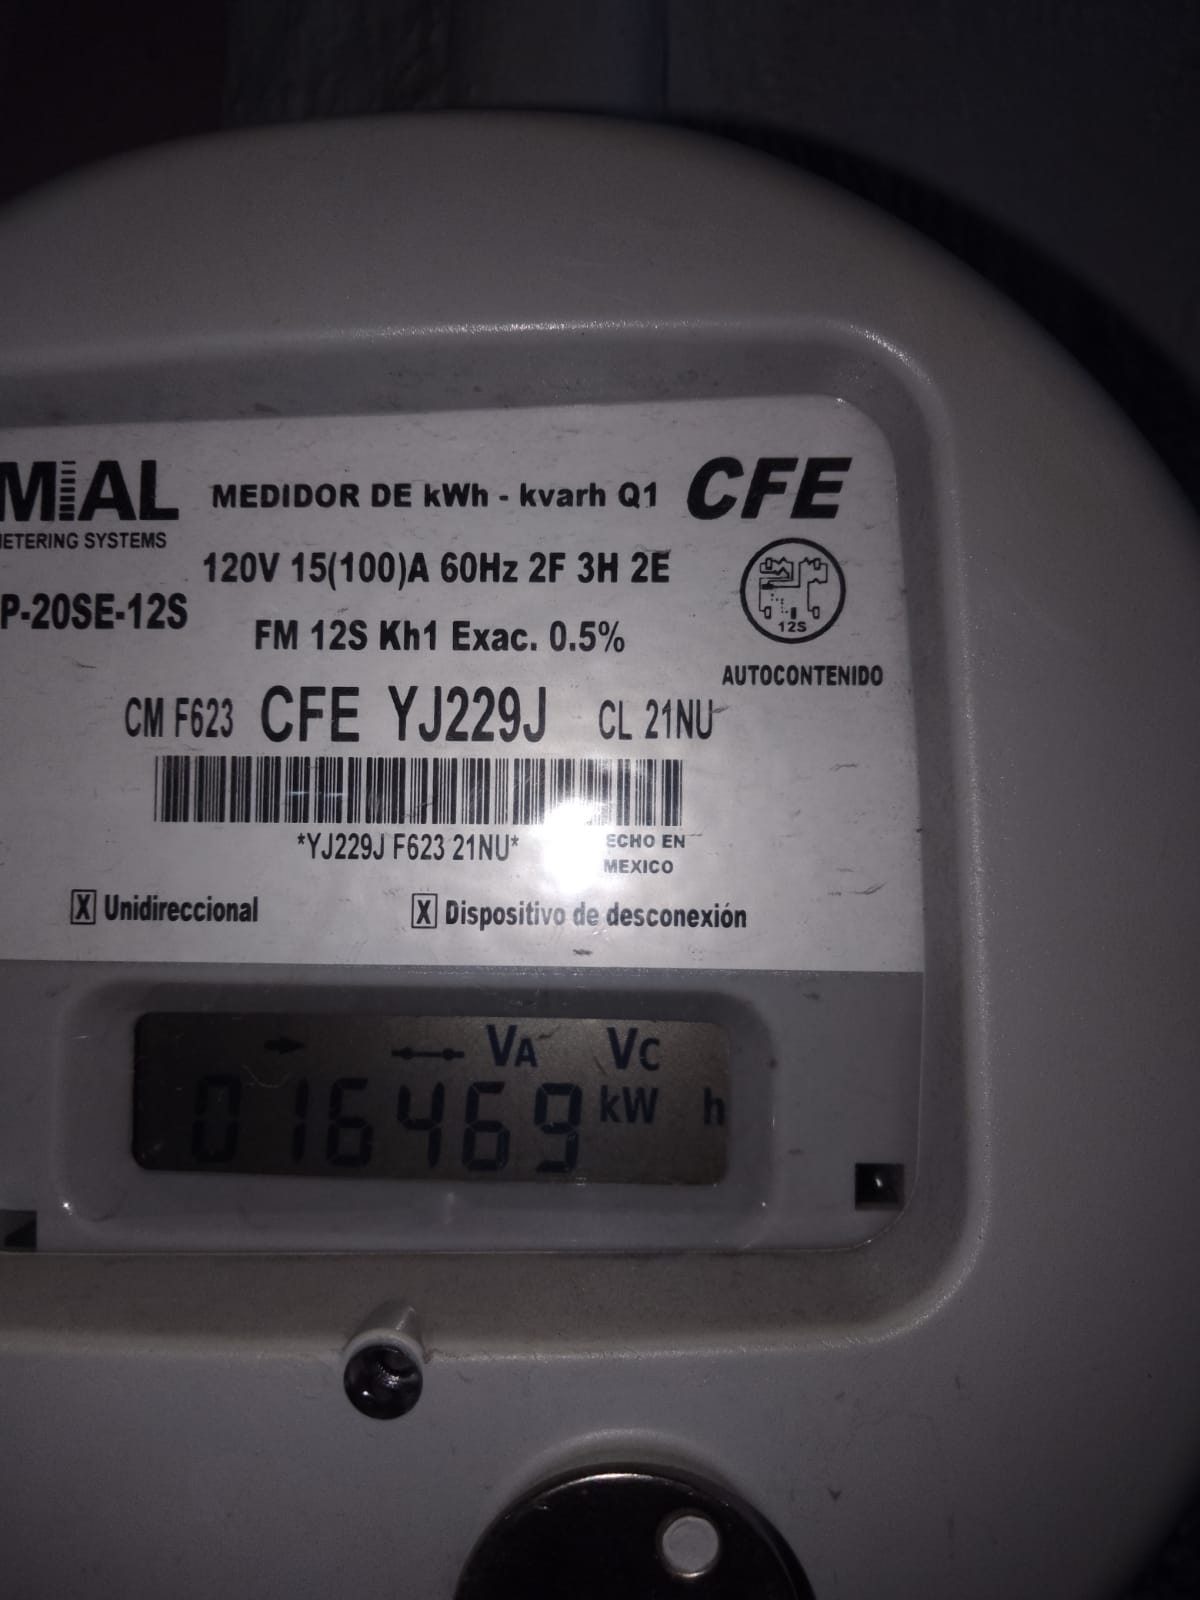 MIAL MEDIDOR DE kWh - kvarh Q1 CFE
METERING SYSTEMS
120V 15(100)A 60Hz 2F 3H 2E
P-20SE-12S
FM 12S Kh1 Exac. 0.5%
12S
AUTOCONTENIDO
CM F623 CFE YJ229J CL 21NU
*YJ229J F623 21NU*
ECHO EN
MEXICO
X Unidireccional X Dispositivo de desconexión
VA VC
016469 kW h